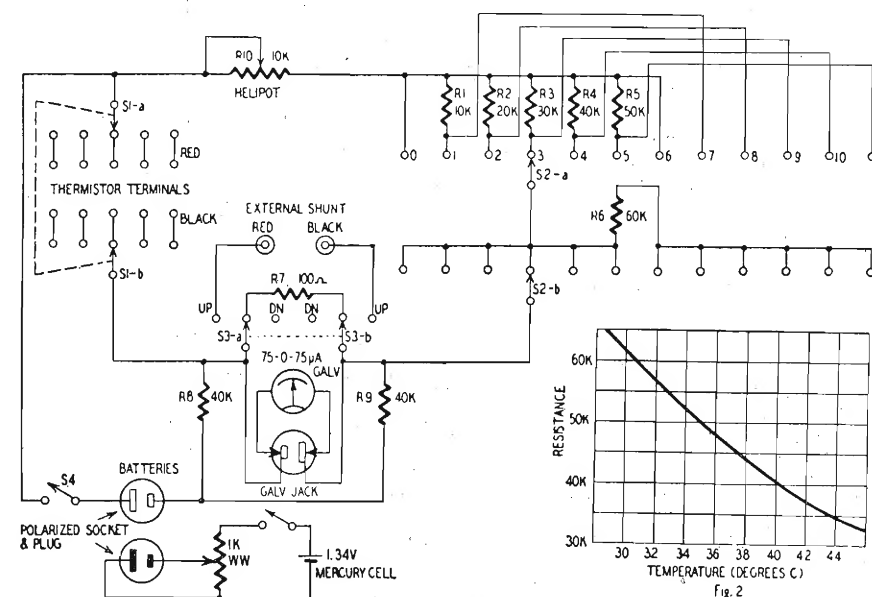 R10 10K
HELIPOT
S1-a
RED
THERMISTOR TERMINALS
BLACK
S1-b
EXTERNAL SHUNT
RED BLACK
R7 100Ω
UP DN DN UP
S3-a S3-b
75-0-75µA
GALV
R8 40K
R9 40K
GALV JACK
BATTERIES
S4
POLARIZED SOCKET
& PLUG
1K
WW
1.34V
MERCURY CELL
R1
10K
R2
20K
R3
30K
R4
40K
R5
50K
0 1 2 3 4 5 6 7 8 9 10
S2-a
R6 60K
S2-b
60K
50K
40K
30K
RESISTANCE
30 32 34 36 38 40 42 44
TEMPERATURE (DEGREES C)
Fig. 2